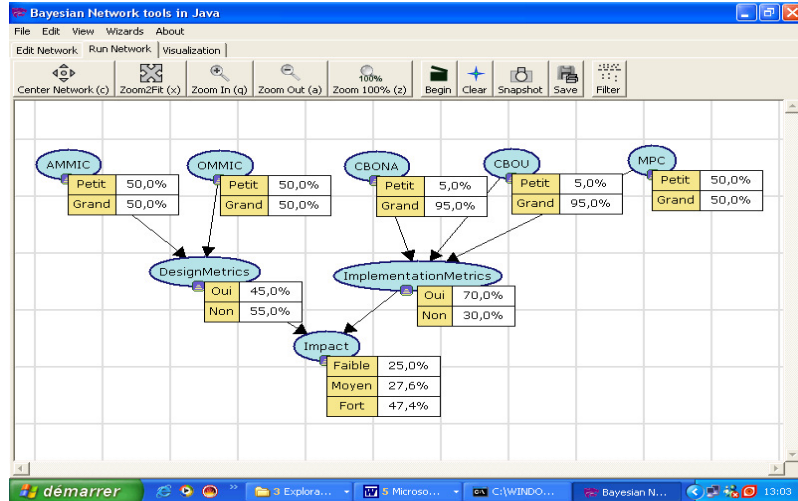 Bayesian Network tools in Java
File Edit View Wizards About
Edit Network Run Network Visualization
Center Network (c) Zoom2Fit (x) Zoom In (q) Zoom Out (a) 100% Zoom 100% (z) Begin Clear Snapshot Save Filter
AMMIC OMMIC CBONA CBOU MPC
Petit 50,0% Petit 50,0% Petit 5,0% Petit 5,0% Petit 50,0%
Grand 50,0% Grand 50,0% Grand 95,0% Grand 95,0% Grand 50,0%
DesignMetrics ImplementationMetrics
Oui 45,0% Oui 70,0%
Non 55,0% Non 30,0%
Impact
Faible 25,0%
Moyen 27,6%
Fort 47,4%
démarrer 3 Explora... 5 Microso... C:\WINDO... Bayesian N... 13:03